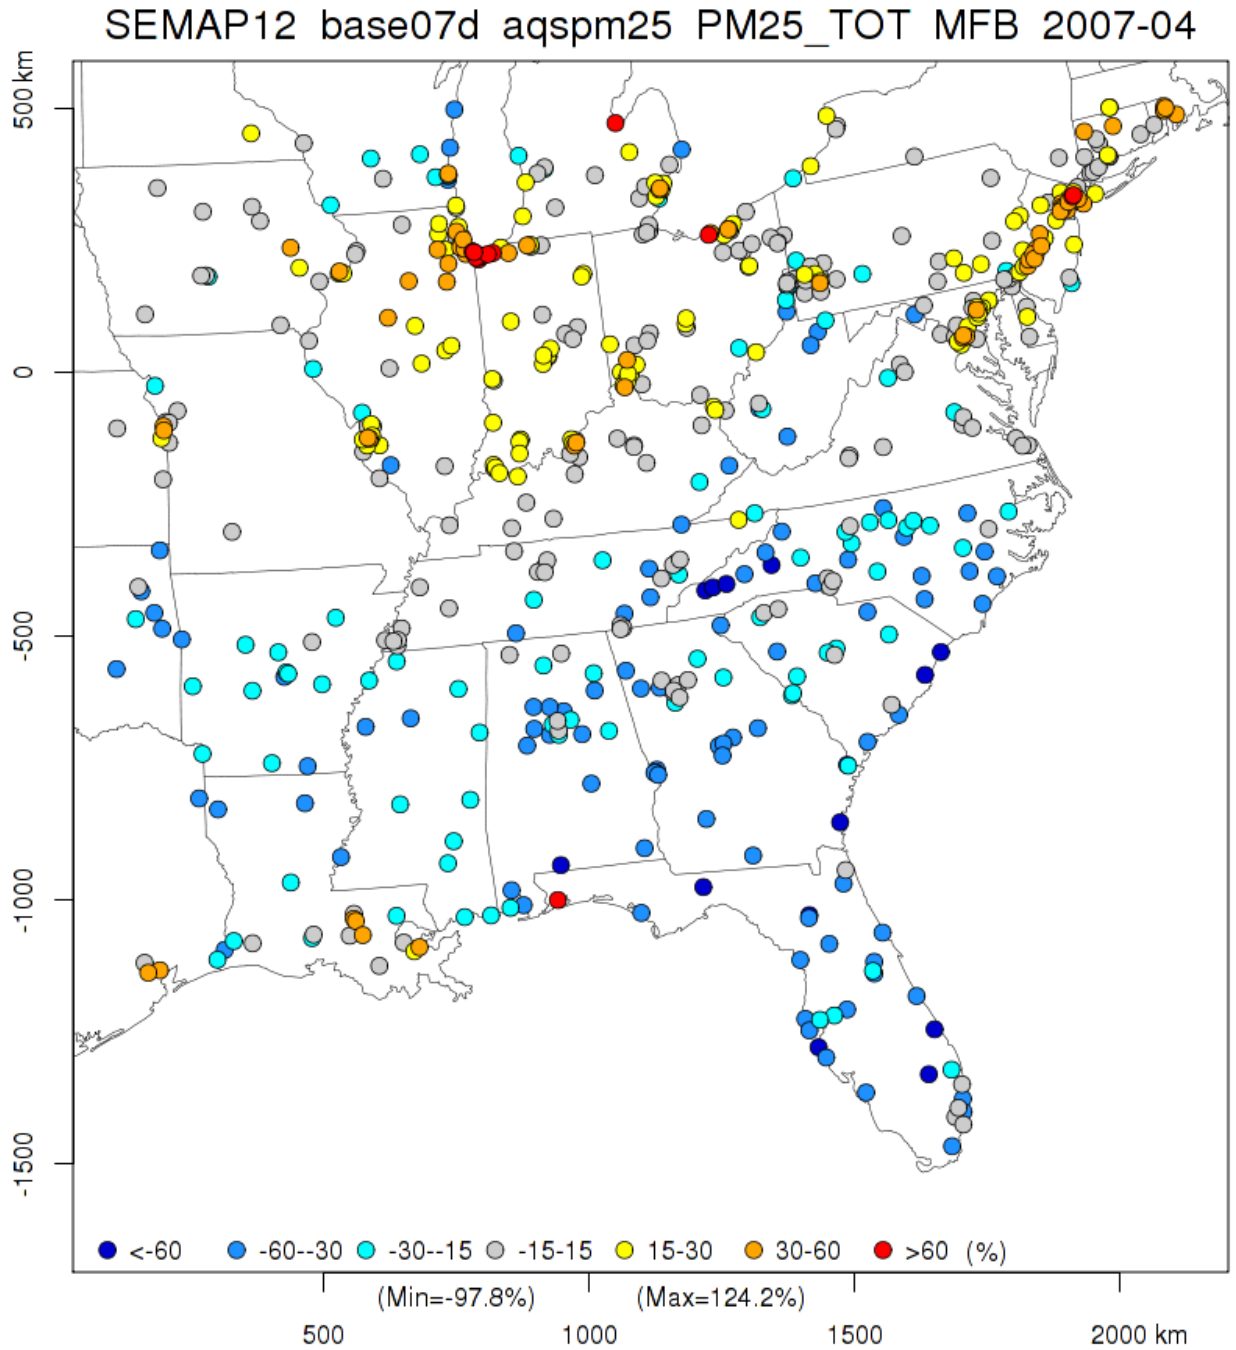 SEMAP12 base07d aqspm25 PM25_TOT MFB 2007-04
500 km
0
-500
-1000
-1500
<-60 -60--30 -30--15 -15-15 15-30 30-60 >60 (%)
(Min=-97.8%) (Max=124.2%)
500 1000 1500 2000 km